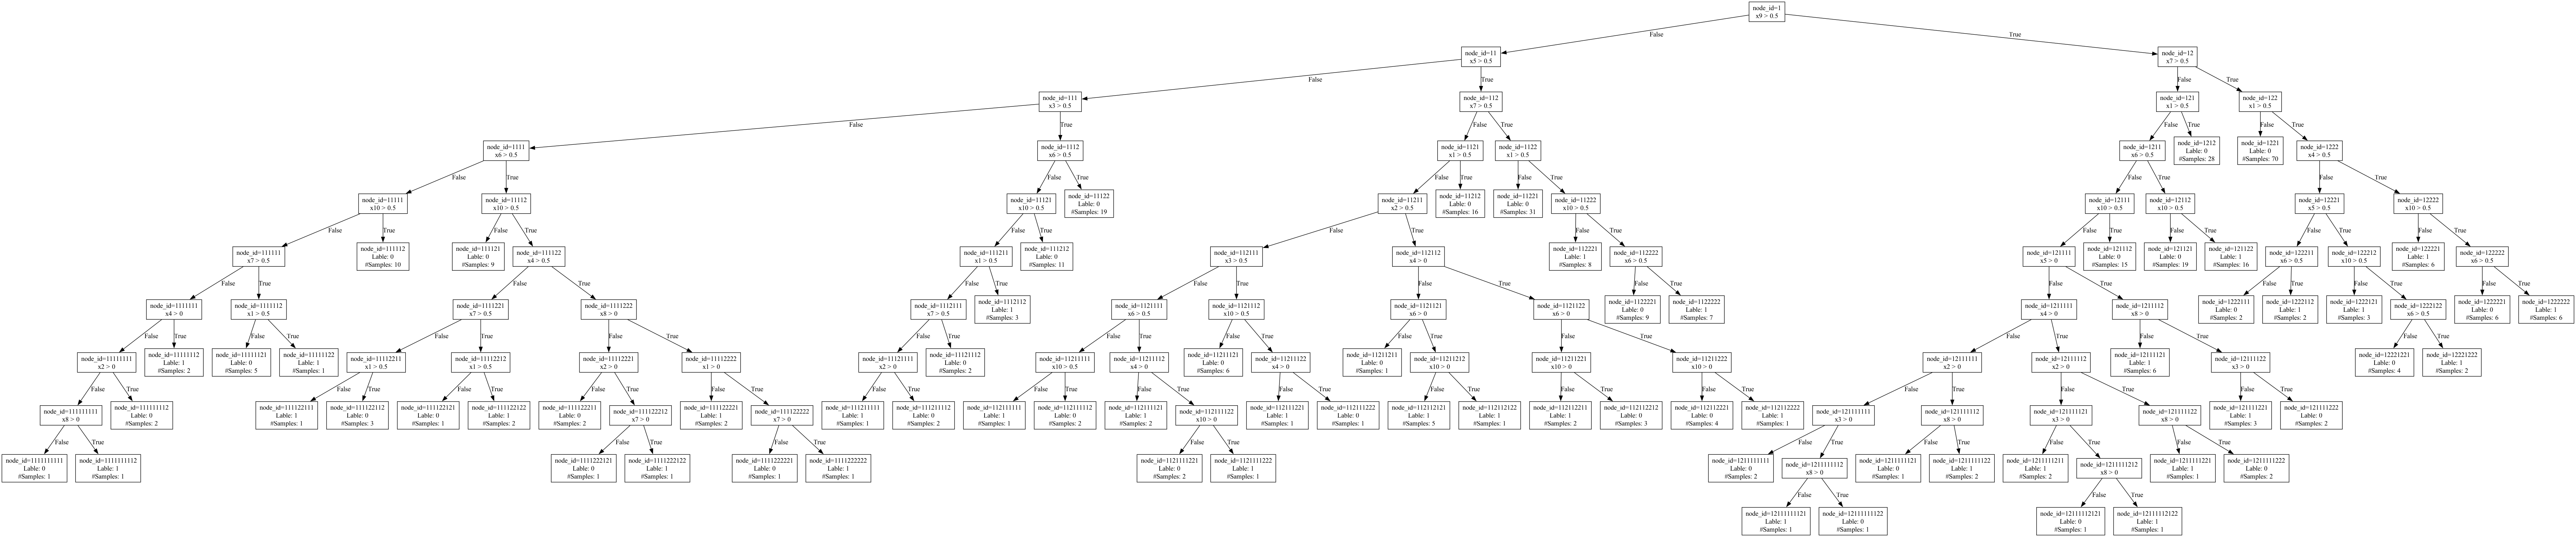 node_id=1
x9 > 0.5
False
True
node_id=11
x5 > 0.5
node_id=12
x7 > 0.5
False
True
False
True
node_id=111
x3 > 0.5
node_id=112
x7 > 0.5
node_id=121
x1 > 0.5
node_id=122
x1 > 0.5
False
True
False
True
False
True
False
True
node_id=1111
x6 > 0.5
node_id=1112
x6 > 0.5
node_id=1121
x1 > 0.5
node_id=1122
x1 > 0.5
node_id=1211
x6 > 0.5
node_id=1212
Lable: 0
#Samples: 28
node_id=1221
Lable: 0
#Samples: 70
node_id=1222
x4 > 0.5
False
True
False
True
False
True
False
True
False
True
False
True
node_id=11111
x10 > 0.5
node_id=11112
x10 > 0.5
node_id=11121
x10 > 0.5
node_id=11122
Lable: 0
#Samples: 19
node_id=11211
x2 > 0.5
node_id=11212
Lable: 0
#Samples: 16
node_id=11221
Lable: 0
#Samples: 31
node_id=11222
x10 > 0.5
node_id=12111
x10 > 0.5
node_id=12112
x10 > 0.5
node_id=12221
x5 > 0.5
node_id=12222
x10 > 0.5
False
True
False
True
False
True
False
True
False
True
False
True
False
True
False
True
False
True
node_id=111111
x7 > 0.5
node_id=111112
Lable: 0
#Samples: 10
node_id=111121
Lable: 0
#Samples: 9
node_id=111122
x4 > 0.5
node_id=111211
x1 > 0.5
node_id=111212
Lable: 0
#Samples: 11
node_id=112111
x3 > 0.5
node_id=112112
x4 > 0
node_id=112221
Lable: 1
#Samples: 8
node_id=112222
x6 > 0.5
node_id=121111
x5 > 0
node_id=121112
Lable: 0
#Samples: 15
node_id=121121
Lable: 0
#Samples: 19
node_id=121122
Lable: 1
#Samples: 16
node_id=122211
x6 > 0.5
node_id=122212
x10 > 0.5
node_id=122221
Lable: 1
#Samples: 6
node_id=122222
x6 > 0.5
False
True
False
True
False
True
False
True
False
True
False
True
False
True
False
True
False
True
False
True
node_id=1111111
x4 > 0
node_id=1111112
x1 > 0.5
node_id=1111221
x7 > 0.5
node_id=1111222
x8 > 0
node_id=1112111
x7 > 0.5
node_id=1112112
Lable: 1
#Samples: 3
node_id=1121111
x6 > 0.5
node_id=1121112
x10 > 0.5
node_id=1121121
x6 > 0
node_id=1121122
x6 > 0
node_id=1122221
Lable: 0
#Samples: 9
node_id=1122222
Lable: 1
#Samples: 7
node_id=1211111
x4 > 0
node_id=1211112
x8 > 0
node_id=1222111
Lable: 0
#Samples: 2
node_id=1222112
Lable: 1
#Samples: 2
node_id=1222121
Lable: 1
#Samples: 3
node_id=1222122
x6 > 0.5
node_id=1222221
Lable: 0
#Samples: 6
node_id=1222222
Lable: 1
#Samples: 6
False
True
False
True
False
True
False
True
False
True
False
True
False
True
False
True
False
True
False
True
False
True
False
True
node_id=11111111
x2 > 0
node_id=11111112
Lable: 1
#Samples: 2
node_id=11111121
Lable: 0
#Samples: 5
node_id=11111122
Lable: 1
#Samples: 1
node_id=11112211
x1 > 0.5
node_id=11112212
x1 > 0.5
node_id=11112221
x2 > 0
node_id=11112222
x1 > 0
node_id=11121111
x2 > 0
node_id=11121112
Lable: 0
#Samples: 2
node_id=11211111
x10 > 0.5
node_id=11211112
x4 > 0
node_id=11211121
Lable: 0
#Samples: 6
node_id=11211122
x4 > 0
node_id=11211211
Lable: 0
#Samples: 1
node_id=11211212
x10 > 0
node_id=11211221
x10 > 0
node_id=11211222
x10 > 0
node_id=12111111
x2 > 0
node_id=12111112
x2 > 0
node_id=12111121
Lable: 1
#Samples: 6
node_id=12111122
x3 > 0
node_id=12221221
Lable: 0
#Samples: 4
node_id=12221222
Lable: 1
#Samples: 2
False
True
False
True
False
True
False
True
False
True
False
True
False
True
False
True
False
True
False
True
False
True
False
True
False
True
False
True
False
True
node_id=111111111
x8 > 0
node_id=111111112
Lable: 0
#Samples: 2
node_id=111122111
Lable: 1
#Samples: 1
node_id=111122112
Lable: 0
#Samples: 3
node_id=111122121
Lable: 0
#Samples: 1
node_id=111122122
Lable: 1
#Samples: 2
node_id=111122211
Lable: 0
#Samples: 2
node_id=111122212
x7 > 0
node_id=111122221
Lable: 1
#Samples: 2
node_id=111122222
x7 > 0
node_id=111211111
Lable: 1
#Samples: 1
node_id=111211112
Lable: 0
#Samples: 2
node_id=112111111
Lable: 1
#Samples: 1
node_id=112111112
Lable: 0
#Samples: 2
node_id=112111121
Lable: 1
#Samples: 2
node_id=112111122
x10 > 0
node_id=112111221
Lable: 1
#Samples: 1
node_id=112111222
Lable: 0
#Samples: 1
node_id=112112121
Lable: 1
#Samples: 5
node_id=112112122
Lable: 1
#Samples: 1
node_id=112112211
Lable: 1
#Samples: 2
node_id=112112212
Lable: 0
#Samples: 3
node_id=112112221
Lable: 0
#Samples: 4
node_id=112112222
Lable: 1
#Samples: 1
node_id=121111111
x3 > 0
node_id=121111112
x8 > 0
node_id=121111121
x3 > 0
node_id=121111122
x8 > 0
node_id=121111221
Lable: 1
#Samples: 3
node_id=121111222
Lable: 0
#Samples: 2
False
True
False
True
False
True
False
True
False
True
False
True
False
True
False
True
node_id=1111111111
Lable: 0
#Samples: 1
node_id=1111111112
Lable: 1
#Samples: 1
node_id=1111222121
Lable: 0
#Samples: 1
node_id=1111222122
Lable: 1
#Samples: 1
node_id=1111222221
Lable: 0
#Samples: 1
node_id=1111222222
Lable: 1
#Samples: 1
node_id=1121111221
Lable: 0
#Samples: 2
node_id=1121111222
Lable: 1
#Samples: 1
node_id=1211111111
Lable: 0
#Samples: 2
node_id=1211111112
x8 > 0
node_id=1211111121
Lable: 0
#Samples: 1
node_id=1211111122
Lable: 1
#Samples: 2
node_id=1211111211
Lable: 1
#Samples: 2
node_id=1211111212
x8 > 0
node_id=1211111221
Lable: 1
#Samples: 1
node_id=1211111222
Lable: 0
#Samples: 2
False
True
False
True
node_id=12111111121
Lable: 1
#Samples: 1
node_id=12111111122
Lable: 0
#Samples: 1
node_id=12111112121
Lable: 0
#Samples: 1
node_id=12111112122
Lable: 1
#Samples: 1